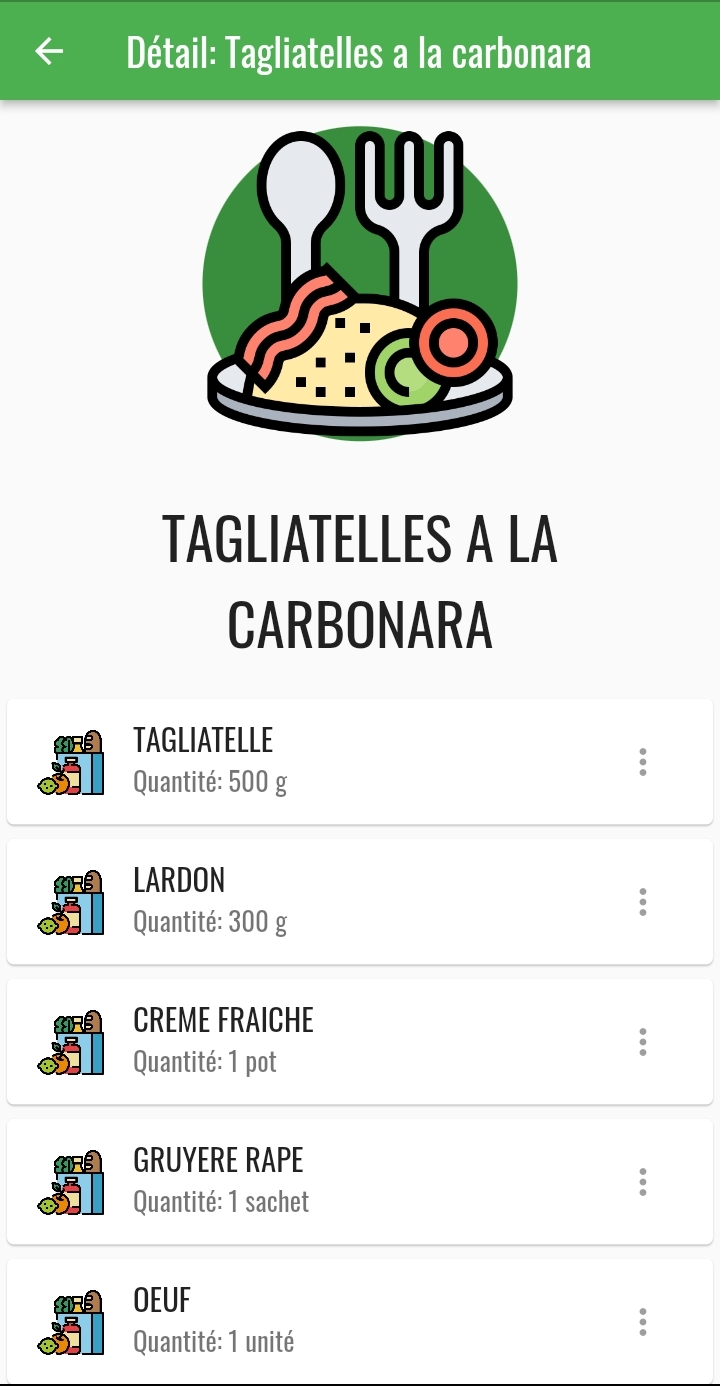 Détail: Tagliatelles a la carbonara
TAGLIATELLES A LA
CARBONARA
TAGLIATELLE
Quantité: 500 g
LARDON
Quantité: 300 g
CREME FRAICHE
Quantité: 1 pot
GRUYERE RAPE
Quantité: 1 sachet
OEUF
Quantité: 1 unité